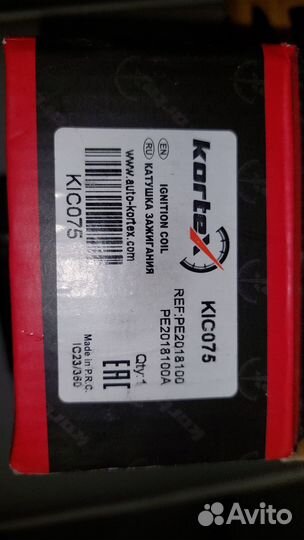 kortex
KIC075
REF:PE2018100
PE2018100A
EN IGNITION COIL
RU КАТУШКА ЗАЖИГАНИЯ
www.auto-kortex.com
KIC075
Qty:1
EAC
Made in P.R.C.
IC23/360
Avito